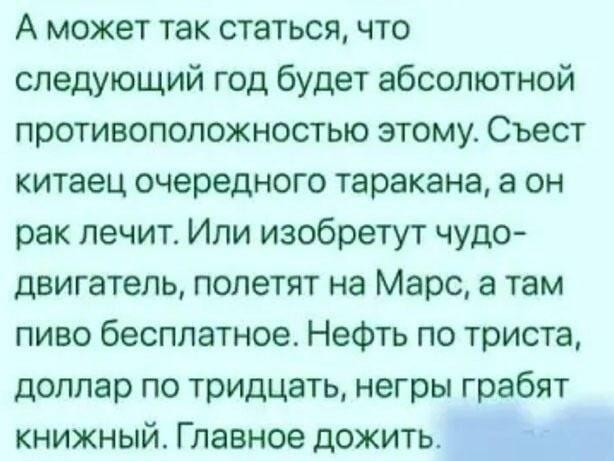 А может так статься, что
следующий год будет абсолютной
противоположностью этому. Съест
китаец очередного таракана, а он
рак лечит. Или изобретут чудо-
двигатель, полетят на Марс, а там
пиво бесплатное. Нефть по триста,
доллар по тридцать, негры грабят
книжный. Главное дожить.